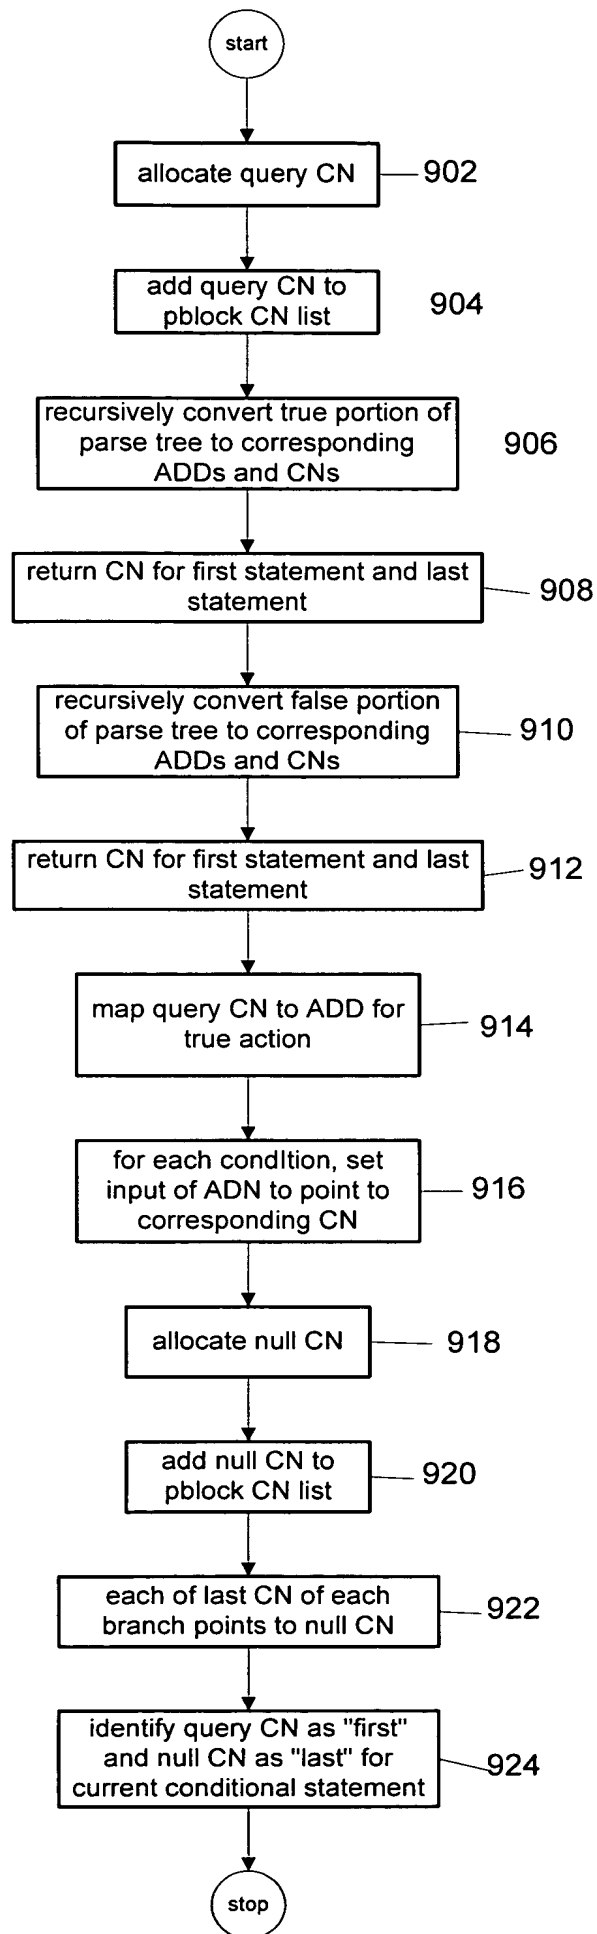 start
allocate query CN
902
add query CN to
pblock CN list
904
recursively convert true portion of
parse tree to corresponding
ADDs and CNs
906
return CN for first statement and last
statement
908
recursively convert false portion
of parse tree to corresponding
ADDs and CNs
910
return CN for first statement and last
statement
912
map query CN to ADD for
true action
914
for each condItion, set
input of ADN to point to
corresponding CN
916
allocate null CN
918
add null CN to
pblock CN list
920
each of last CN of each
branch points to null CN
922
identify query CN as "first"
and null CN as "last" for
current conditional statement
924
stop